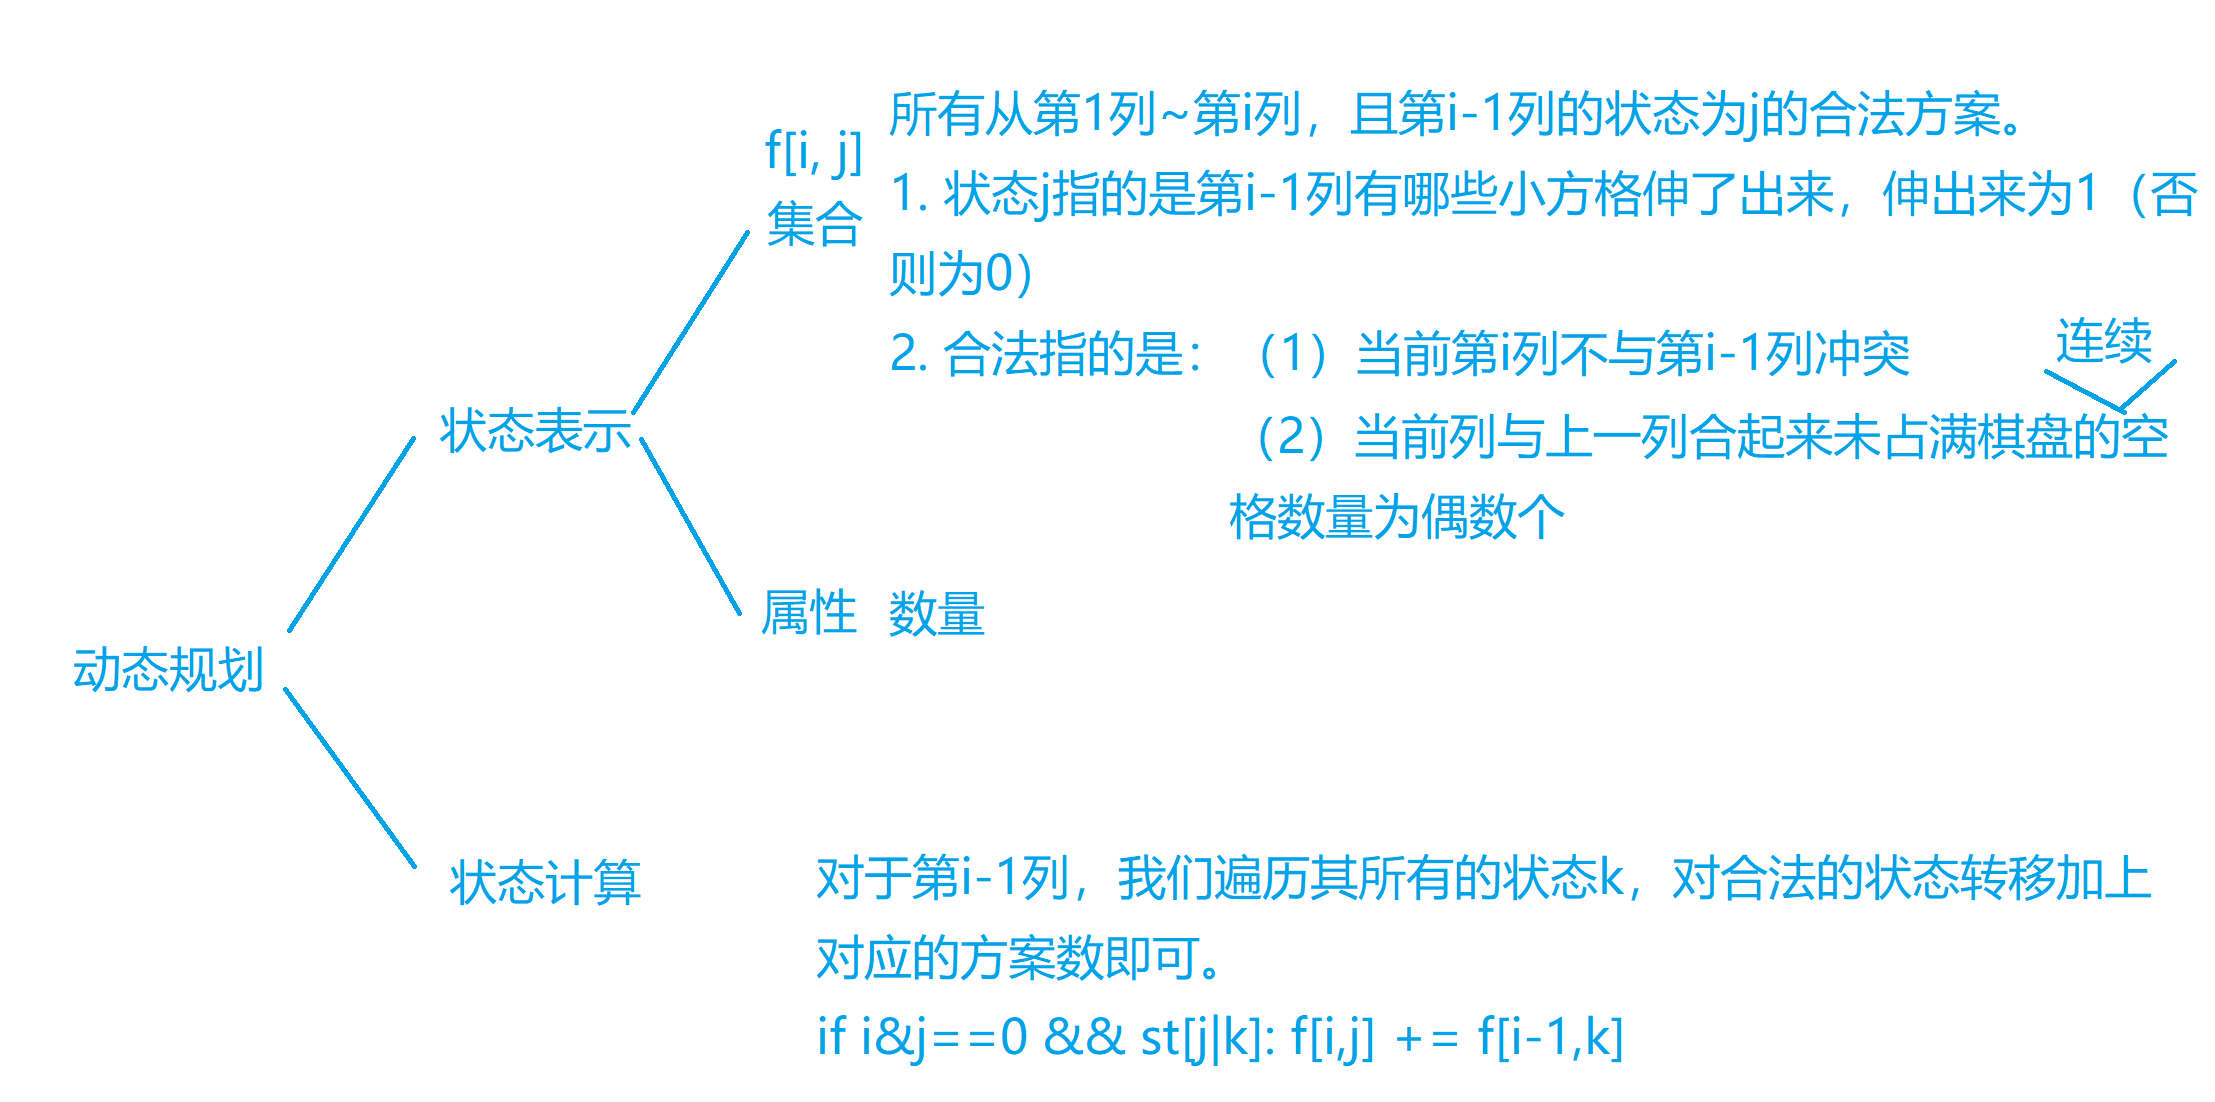 所有从第1列~第i列，且第i-1列的状态为j的合法方案。
f[i, j]
集合
1. 状态j指的是第i-1列有哪些小方格伸了出来，伸出来为1（否
则为0）
2. 合法指的是：（1）当前第i列不与第i-1列冲突
连续
（2）当前列与上一列合起来未占满棋盘的空
格数量为偶数个
状态表示
属性 数量
动态规划
状态计算
对于第i-1列，我们遍历其所有的状态k，对合法的状态转移加上
对应的方案数即可。
if i&j==0 && st[j|k]: f[i,j] += f[i-1,k]